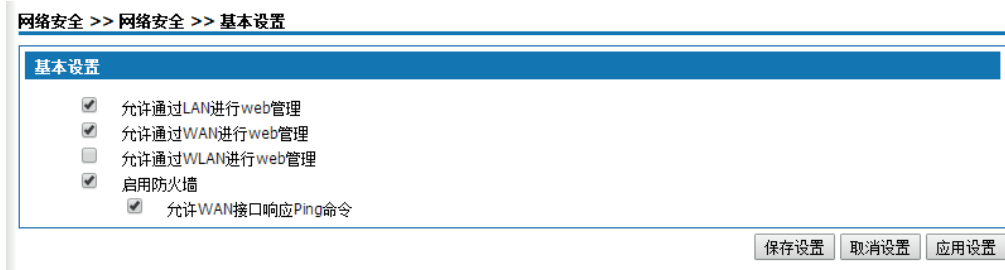 网络安全 >> 网络安全 >> 基本设置
基本设置
允许通过LAN进行web管理
允许通过WAN进行web管理
允许通过WLAN进行web管理
启用防火墙
允许WAN接口响应Ping命令
保存设置 取消设置 应用设置